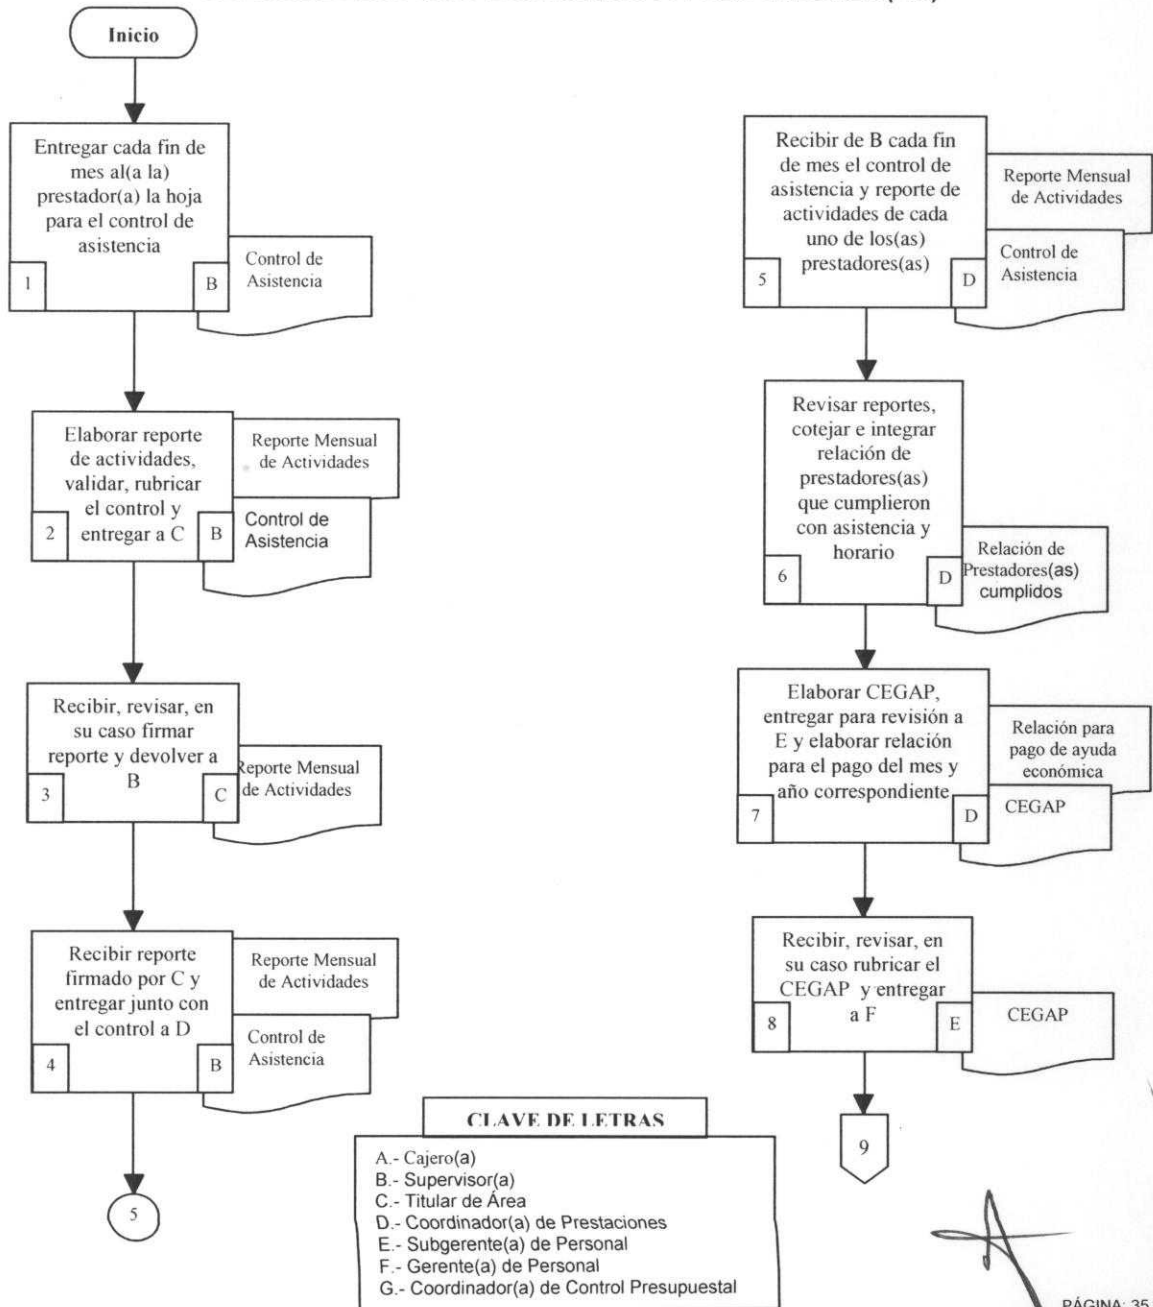 Inicio
Entregar cada fin de
mes al(a la)
prestador(a) la hoja
para el control de
asistencia
1
B
Control de
Asistencia
Elaborar reporte
de actividades,
validar, rubricar
el control y
entregar a C
2
B
Reporte Mensual
de Actividades
Control de
Asistencia
Recibir, revisar, en
su caso firmar
reporte y devolver a
B
3
C
Reporte Mensual
de Actividades
Recibir reporte
firmado por C y
entregar junto con
el control a D
4
B
Reporte Mensual
de Actividades
Control de
Asistencia
5
Recibir de B cada fin
de mes el control de
asistencia y reporte de
actividades de cada
uno de los(as)
prestadores(as)
5
D
Reporte Mensual
de Actividades
Control de
Asistencia
Revisar reportes,
cotejar e integrar
relación de
prestadores(as)
que cumplieron
con asistencia y
horario
6
D
Relación de
Prestadores(as)
cumplidos
Elaborar CEGAP,
entregar para revisión a
E y elaborar relación
para el pago del mes y
año correspondiente
7
D
Relación para
pago de ayuda
económica
CEGAP
Recibir, revisar, en
su caso rubricar el
CEGAP y entregar
a F
8
E
CEGAP
9
CLAVE DE LETRAS
A.- Cajero(a)
B.- Supervisor(a)
C.- Titular de Área
D.- Coordinador(a) de Prestaciones
E.- Subgerente(a) de Personal
F.- Gerente(a) de Personal
G.- Coordinador(a) de Control Presupuestal
PÁGINA: 35